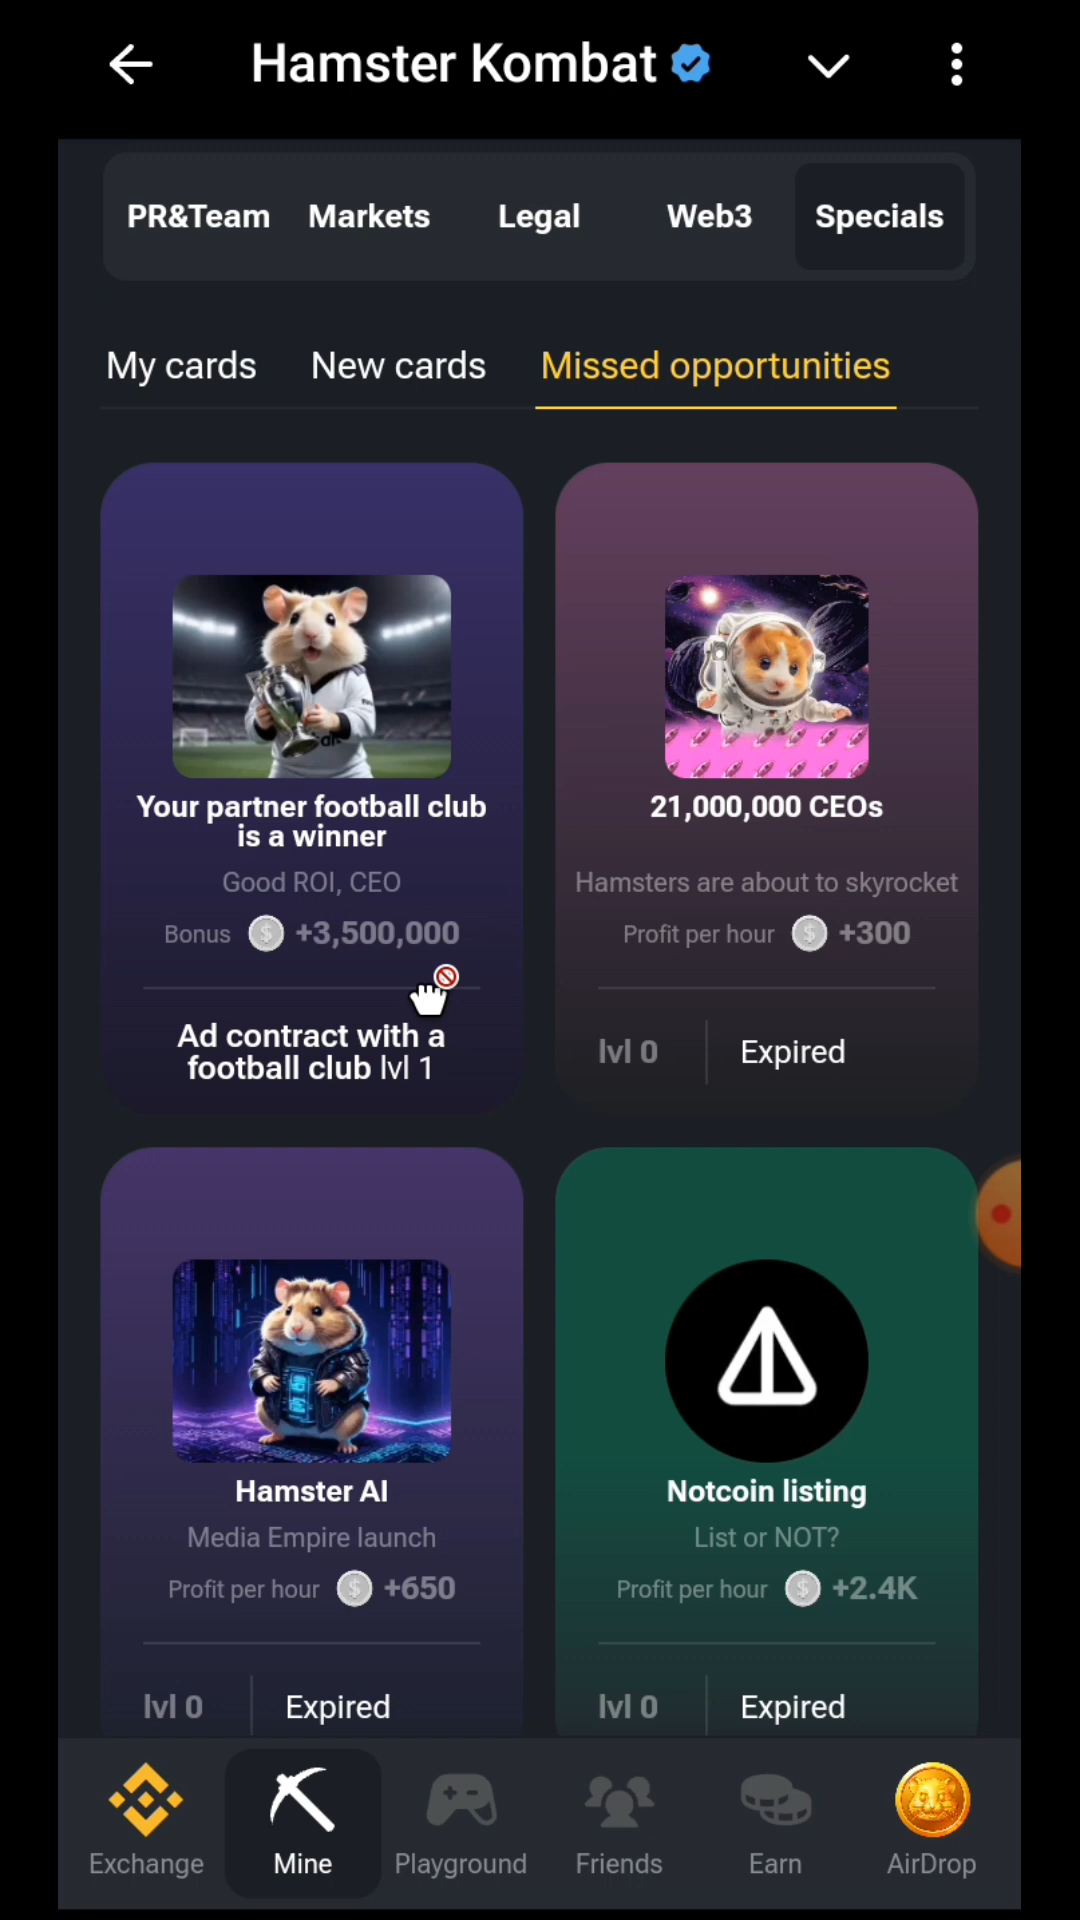 Hamster Kombat
PR&Team Markets Legal Web3 Specials
My cards New cards Missed opportunities
Your partner football club
is a winner
Good ROI, CEO
Bonus $ +3,500,000
Ad contract with a
football club lvl 1
21,000,000 CEOs
Hamsters are about to skyrocket
Profit per hour $ +300
lvl 0 Expired
Hamster AI
Media Empire launch
Profit per hour $ +650
lvl 0 Expired
Notcoin listing
List or NOT?
Profit per hour $ +2.4K
lvl 0 Expired
Exchange Mine Playground Friends Earn AirDrop